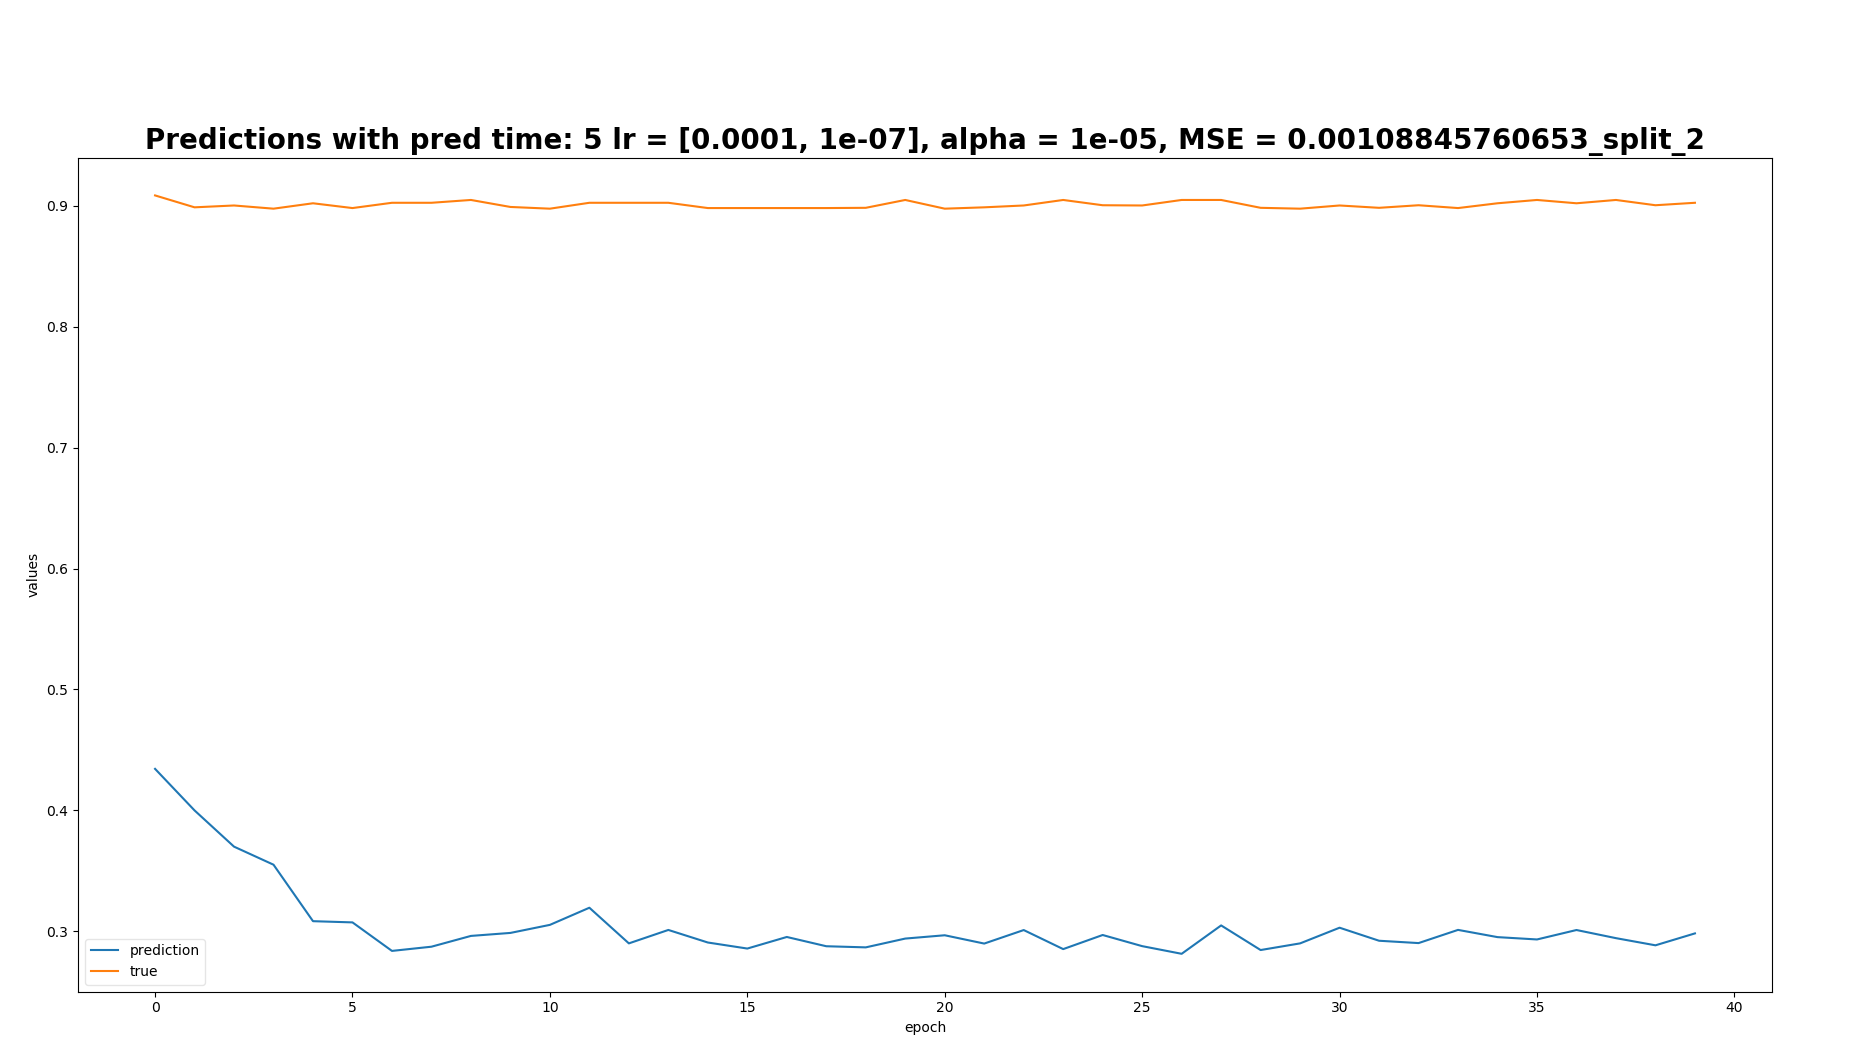 Predictions with pred time: 5 lr = [0.0001, 1e-07], alpha = 1e-05, MSE = 0.00108845760653_split_2
0.9
0.8
0.7
0.6
0.5
0.4
0.3
values
prediction
true
0 5 10 15 20 25 30 35 40
epoch